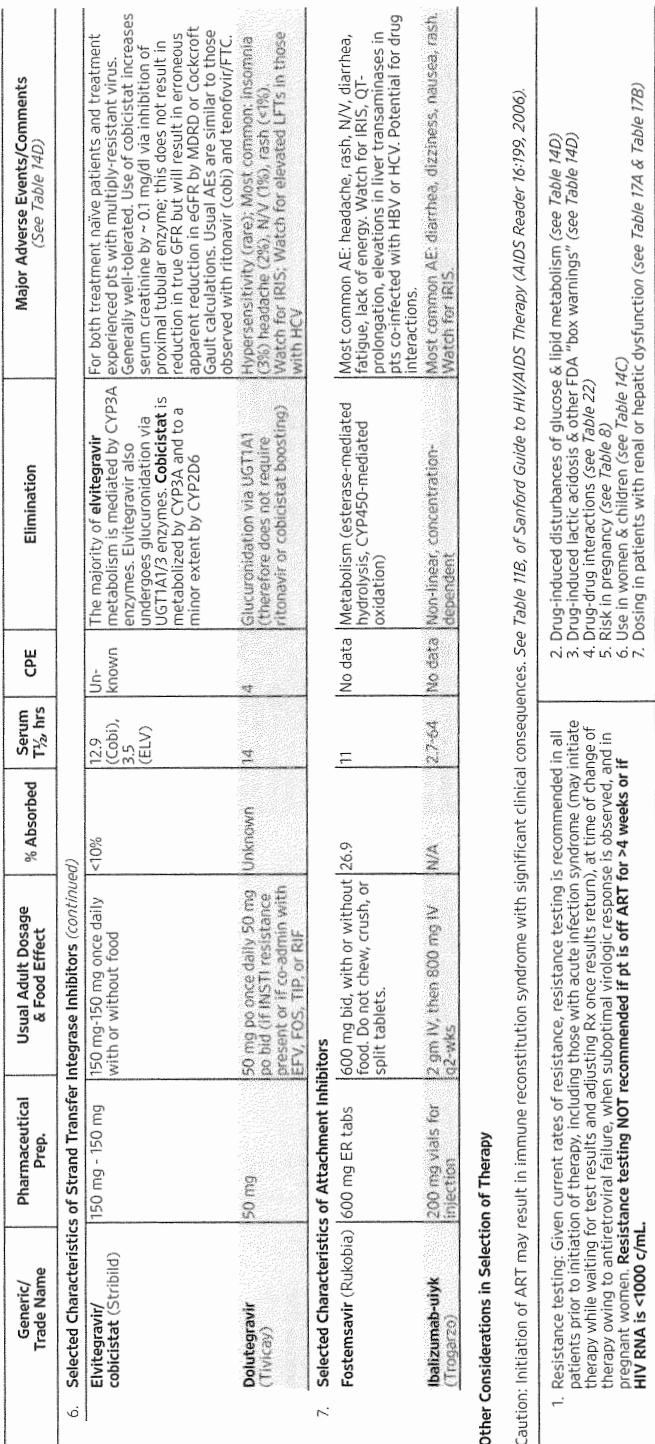 Generic/ Trade Name | Pharmaceutical Prep. | Usual Adult Dosage & Food Effect | % Absorbed | Serum T½, hrs | CPE | Elimination | Major Adverse Events/Comments (See Table 14D)
6. Selected Characteristics of Strand Transfer Integrase Inhibitors (continued)
Elvitegravir/
cobicistat (Stribild)
150 mg - 150 mg
150 mg-150 mg once daily
with or without food
<10%
12.9
(Cobi),
3.5
(ELV)
Un-
known
The majority of elvitegravir
metabolism is mediated by CYP3A
enzymes. Elvitegravir also
undergoes glucuronidation via
UGT1A1/3 enzymes. Cobicistat is
metabolized by CYP3A and to a
minor extent by CYP2D6
For both treatment naïve patients and treatment
experienced pts with multiply-resistant virus.
Generally well-tolerated. Use of cobicistat increases
serum creatinine by ~ 0.1 mg/dl via inhibition of
proximal tubular enzyme; this does not result in
reduction in true GFR but will result in erroneous
apparent reduction in eGFR by MDRD or Cockcroft
Gault calculations. Usual AEs are similar to those
observed with ritonavir (cobi) and tenofovir/FTC.
Dolutegravir
(Tivicay)
50 mg
50 mg po once daily 50 mg
po bid (if INSTI resistance
present or if co-admin with
EFV, FOS, TIP, or RIF
Unknown
14
4
Glucuronidation via UGT1A1
(therefore does not require
ritonavir or cobicistat boosting)
Hypersensitivity (rare); Most common: insomnia
(3%) headache (2%), N/V (1%), rash (<1%).
Watch for IRIS; Watch for elevated LFTs in those
with HCV
7. Selected Characteristics of Attachment Inhibitors
Fostemsavir (Rukobia)
600 mg ER tabs
600 mg bid, with or without
food. Do not chew, crush, or
split tablets.
26.9
11
No data
Metabolism (esterase-mediated
hydrolysis, CYP450-mediated
oxidation)
Most common AE: headache, rash, N/V, diarrhea,
fatigue, lack of energy. Watch for IRIS, QT-
prolongation, elevations in liver transaminases in
pts co-infected with HBV or HCV. Potential for drug
interactions.
Ibalizumab-uiyk
(Trogarzo)
200 mg vials for
injection
2 gm IV, then 800 mg IV
q2-wks
N/A
2.7-64
No data
Non-linear, concentration-
dependent
Most common AE: diarrhea, dizziness, nausea, rash.
Watch for IRIS.
Other Considerations in Selection of Therapy
Caution: Initiation of ART may result in immune reconstitution syndrome with significant clinical consequences. See Table 11B, of Sanford Guide to HIV/AIDS Therapy (AIDS Reader 16:199, 2006).
1. Resistance testing: Given current rates of resistance, resistance testing is recommended in all
patients prior to initiation of therapy, including those with acute infection syndrome (may initiate
therapy while waiting for test results and adjusting Rx once results return), at time of change of
therapy owing to antiretroviral failure, when suboptimal virologic response is observed, and in
pregnant women. Resistance testing NOT recommended if pt is off ART for >4 weeks or if
HIV RNA is <1000 c/mL.
2. Drug-induced disturbances of glucose & lipid metabolism (see Table 14D)
3. Drug-induced lactic acidosis & other FDA "box warnings" (see Table 14D)
4. Drug-drug interactions (see Table 22)
5. Risk in pregnancy (see Table 8)
6. Use in women & children (see Table 14C)
7. Dosing in patients with renal or hepatic dysfunction (see Table 17A & Table 17B)